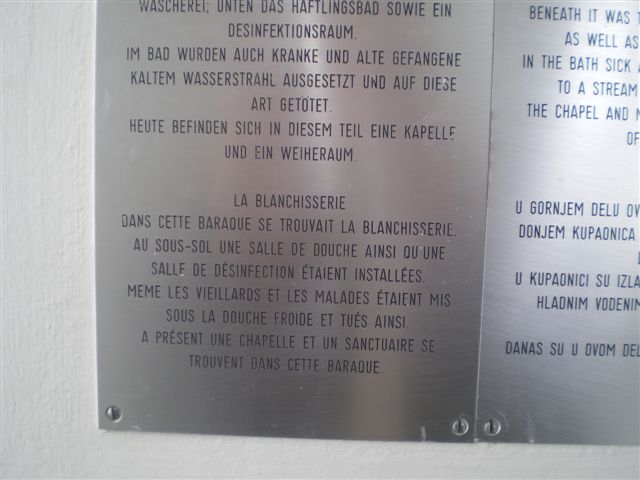 WÄSCHEREI; UNTEN DAS HÄFTLINGSBAD SOWIE EIN
DESINFEKTIONSRAUM.
IM BAD WURDEN AUCH KRANKE UND ALTE GEFANGENE
KALTEM WASSERSTRAHL AUSGESETZT UND AUF DIESE
ART GETÖTET.
HEUTE BEFINDEN SICH IN DIESEM TEIL EINE KAPELLE
UND EIN WEIHERAUM.
LA BLANCHISSERIE
DANS CETTE BARAQUE SE TROUVAIT LA BLANCHISSERIE.
AU SOUS-SOL UNE SALLE DE DOUCHE AINSI QU'UNE
SALLE DE DÉSINFECTION ÉTAIENT INSTALLÉES.
MEME LES VIEILLARDS ET LES MALADES ÉTAIENT MIS
SOUS LA DOUCHE FROIDE ET TUÉS AINSI.
A PRÉSENT UNE CHAPELLE ET UN SANCTUAIRE SE
TROUVENT DANS CETTE BARAQUE.
BENEATH IT WAS
AS WELL AS
IN THE BATH SICK
TO A STREAM
THE CHAPEL AND
OF
U GORNJEM DELU
DONJEM KUPAONICA
U KUPAONICI SU
HLADNIM
DANAS SU U OVOM